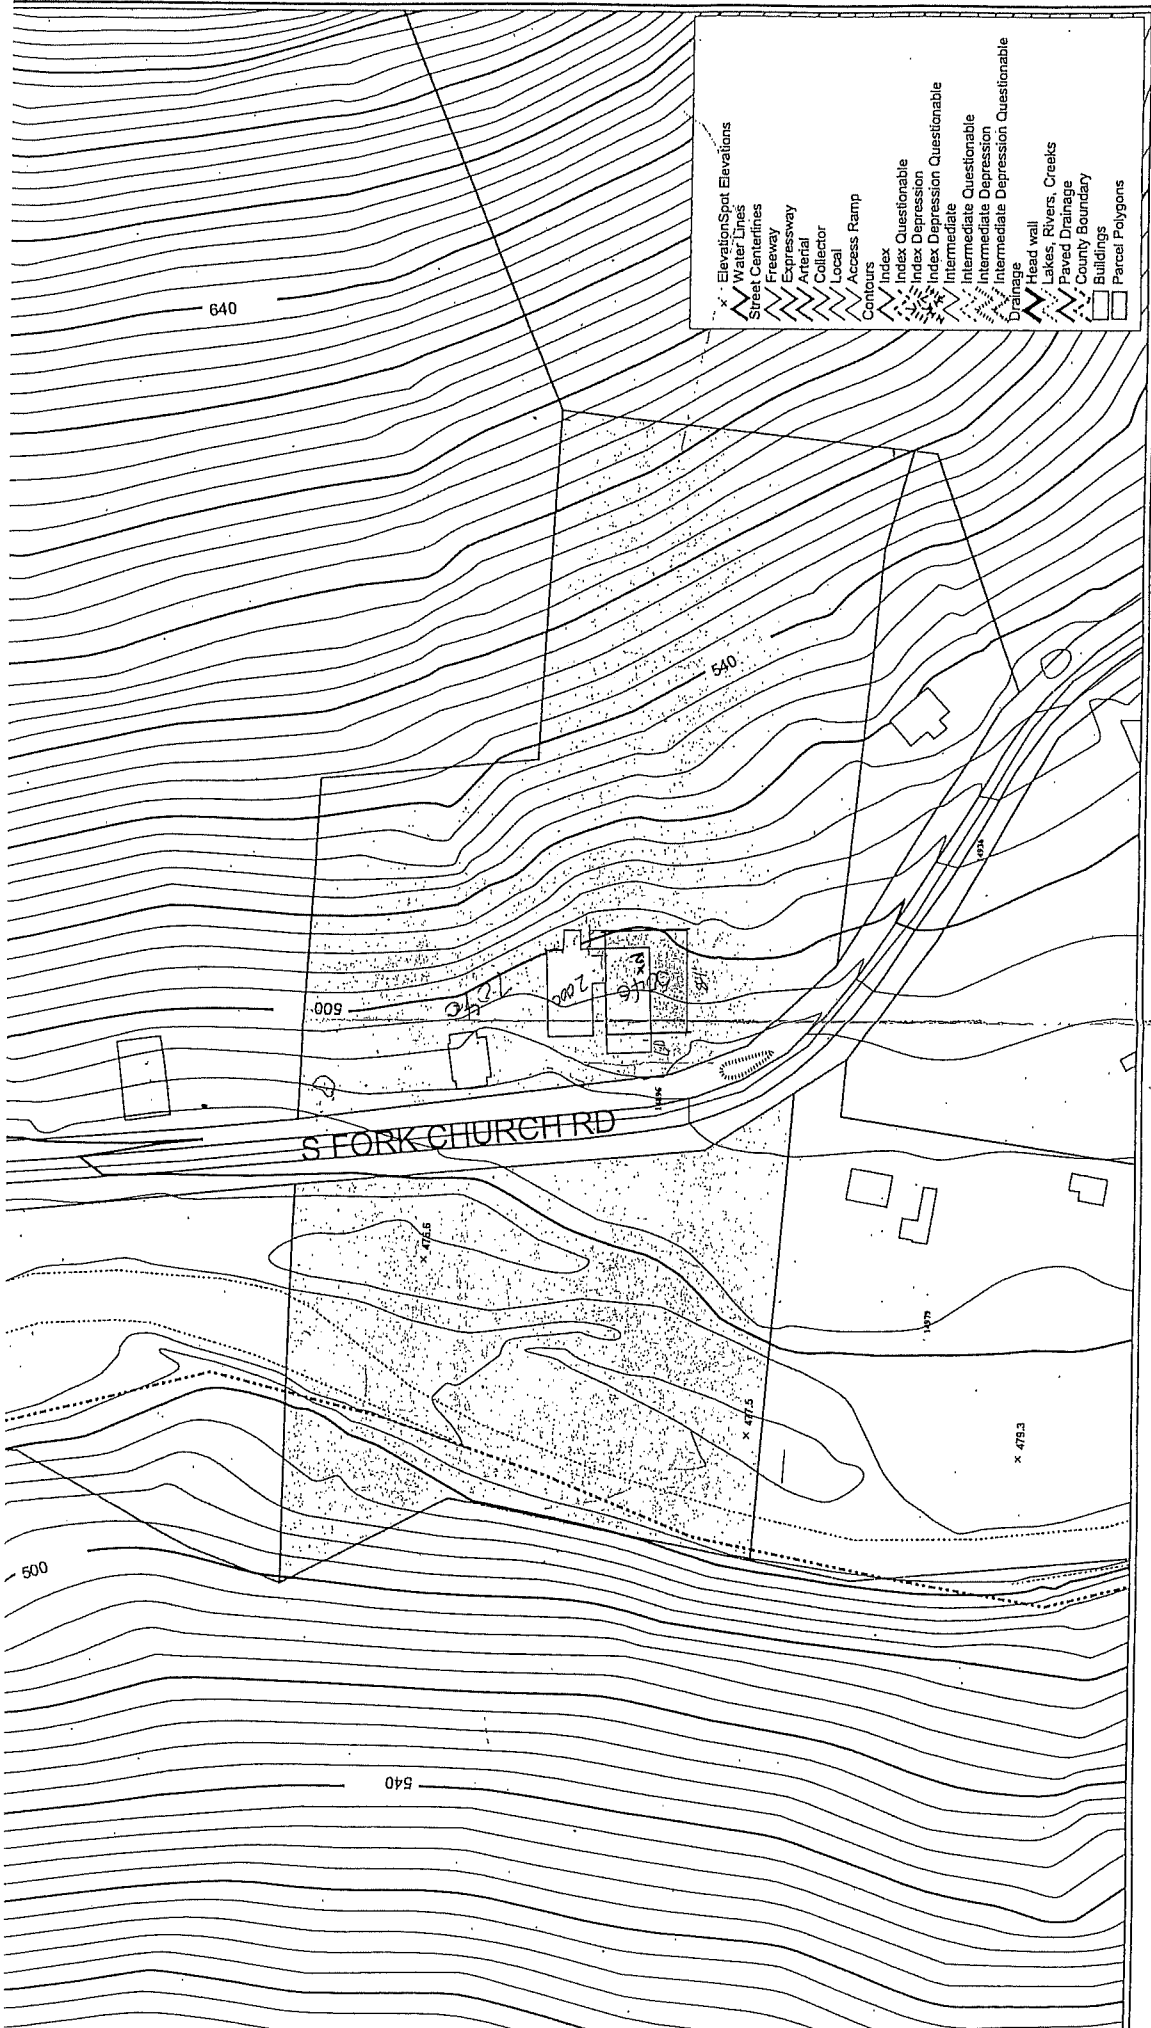 ElevationSpot Elevations
Water Lines
Street Centerlines
Freeway
Expressway
Arterial
Collector
Local
Access Ramp
Contours
Index
Index Questionable
Index Depression
Index Depression Questionable
Intermediate
Intermediate Questionable
Intermediate Depression
Intermediate Depression Questionable
Drainage
Head wall
Lakes, Rivers, Creeks
Paved Drainage
County Boundary
Buildings
Parcel Polygons
640
540
14934
500
2000
S FORK CHURCH RD
× 476.6
14979
× 477.5
× 479.3
500
540